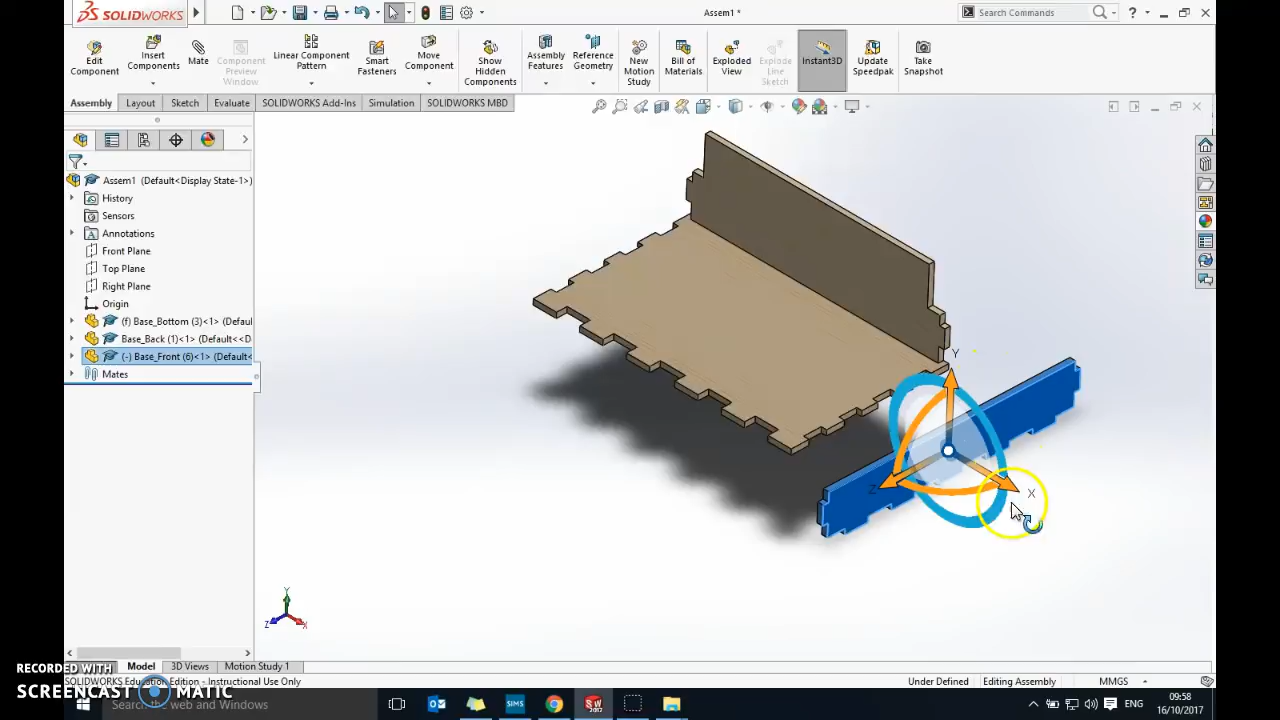 SOLIDWORKS
Assem1 *
Search Commands
?
Edit Component
Insert Components
Mate
Component Preview Window
Linear Component Pattern
Smart Fasteners
Move Component
Show Hidden Components
Assembly Features
Reference Geometry
New Motion Study
Bill of Materials
Exploded View
Explode Line Sketch
Instant3D
Update Speedpak
Take Snapshot
Assembly Layout Sketch Evaluate SOLIDWORKS Add-Ins Simulation SOLIDWORKS MBD
Assem1 (Default<Display State-1>)
History
Sensors
Annotations
Front Plane
Top Plane
Right Plane
Origin
(f) Base_Bottom (3)<1> (Defaul
Base_Back (1)<1> (Default<<D
(-) Base_Front (6)<1> (Default<
Mates
Y
X
Z
Y
Z
X
Model 3D Views Motion Study 1
RECORDED WITH
SCREENCAST MATIC
SOLIDWORKS Education Edition - Instructional Use Only
Under Defined Editing Assembly MMGS
Search the web and Windows
SIMS
SW
2017
ENG
09:58
16/10/2017